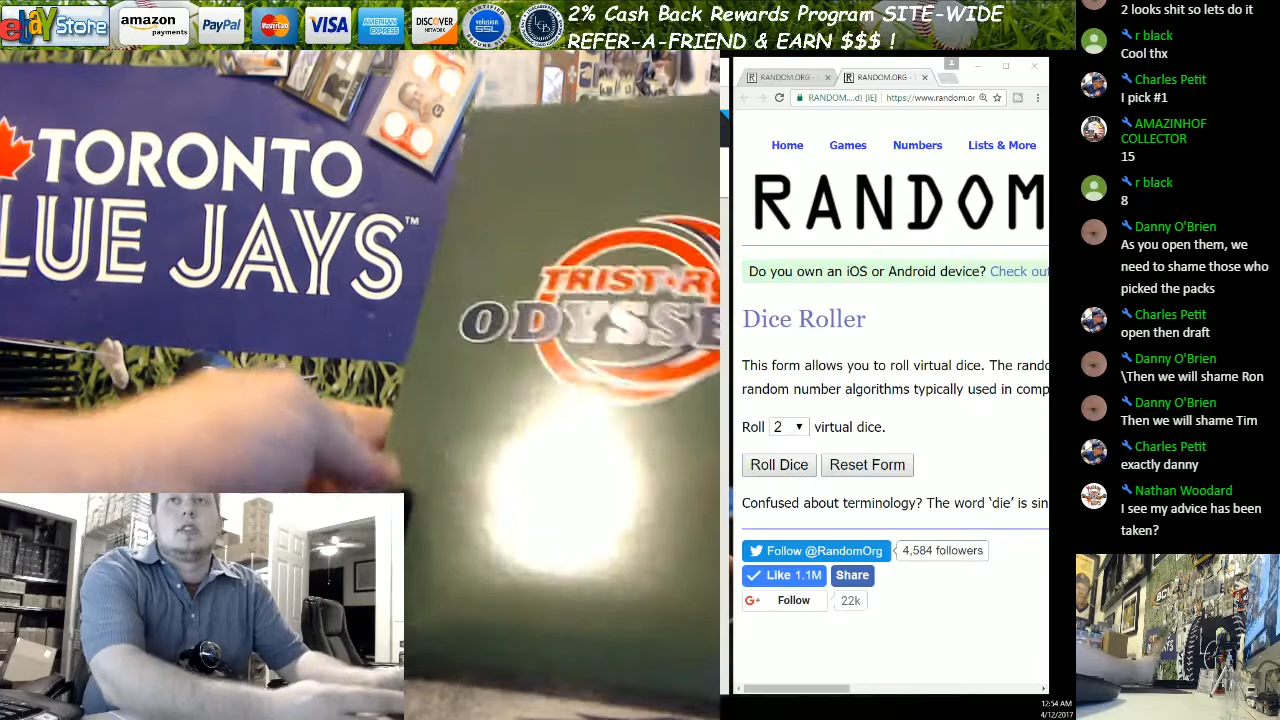 ebay Store
amazon
payments
PayPal
MasterCard
VISA
AMERICAN
EXPRESS
DISCOVER
NETWORK
volusion
SSL
2% Cash Back Rewards Program SITE-WIDE
REFER-A-FRIEND & EARN $$$ !
TORONTO
LUE JAYS™
TRIST★R
ODYSSE
RANDOM.ORG -
RANDOM.ORG -
RANDOM....d) [IE]
https://www.random.or
Home
Games
Numbers
Lists & More
RANDOM
Do you own an iOS or Android device? Check out
Dice Roller
This form allows you to roll virtual dice. The rando
random number algorithms typically used in comp
Roll 2 virtual dice.
Roll Dice
Reset Form
Confused about terminology? The word ‘die’ is sin
Follow @RandomOrg
4,584 followers
Like 1.1M
Share
G+ Follow
22k
2 looks shit so lets do it
r black
Cool thx
Charles Petit
I pick #1
AMAZINHOF
COLLECTOR
15
r black
8
Danny O'Brien
As you open them, we
need to shame those who
picked the packs
Charles Petit
open then draft
Danny O'Brien
\Then we will shame Ron
Danny O'Brien
Then we will shame Tim
Charles Petit
exactly danny
Nathan Woodard
I see my advice has been
taken?
12:54 AM
4/12/2017